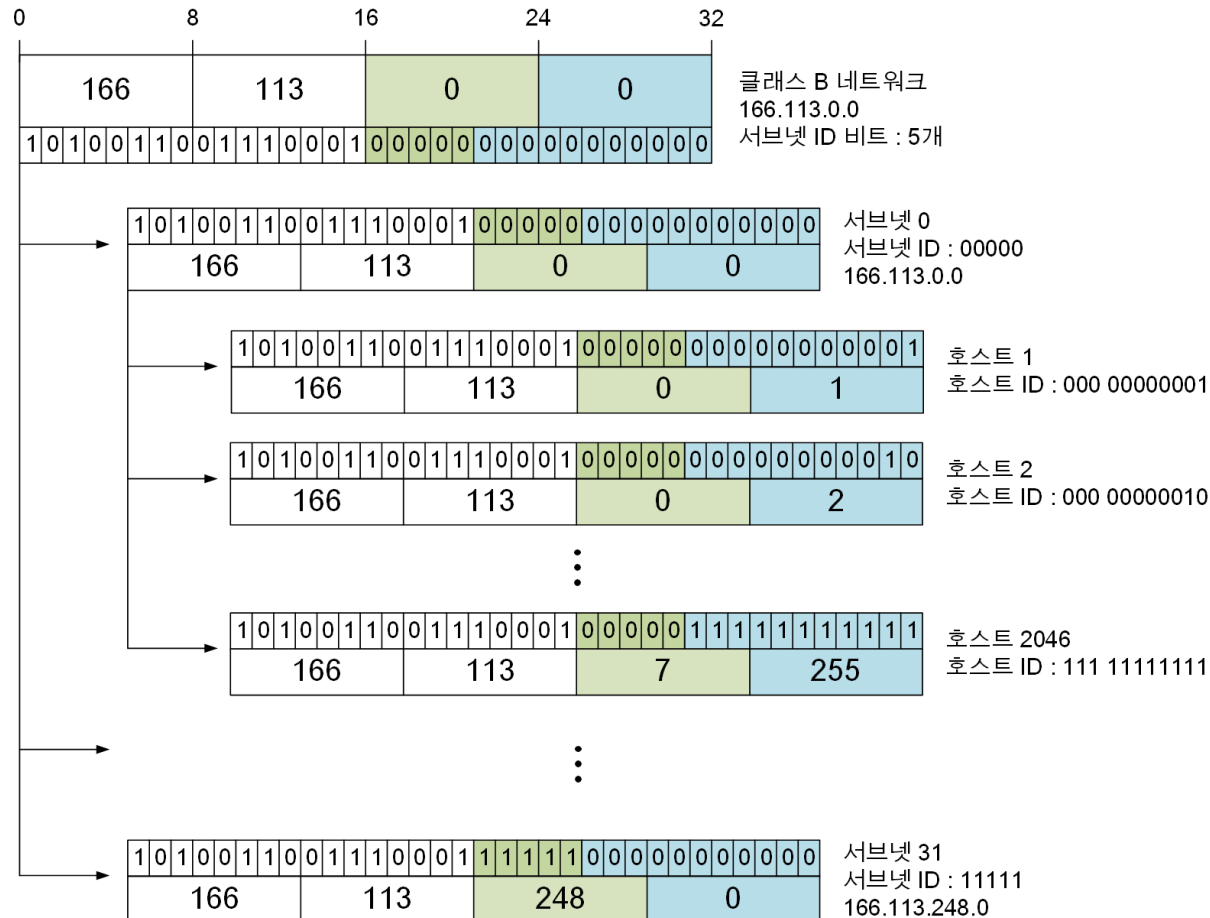 0 8 16 24 32
166 113 0 0
1 0 1 0 0 1 1 0 0 1 1 1 0 0 0 1 0 0 0 0 0 0 0 0 0 0 0 0 0 0 0 0
클래스 B 네트워크
166.113.0.0
서브넷 ID 비트 : 5개
1 0 1 0 0 1 1 0 0 1 1 1 0 0 0 1 0 0 0 0 0 0 0 0 0 0 0 0 0 0 0 0
166 113 0 0
서브넷 0
서브넷 ID : 00000
166.113.0.0
1 0 1 0 0 1 1 0 0 1 1 1 0 0 0 1 0 0 0 0 0 0 0 0 0 0 0 0 0 0 0 1
166 113 0 1
호스트 1
호스트 ID : 000 00000001
1 0 1 0 0 1 1 0 0 1 1 1 0 0 0 1 0 0 0 0 0 0 0 0 0 0 0 0 0 0 1 0
166 113 0 2
호스트 2
호스트 ID : 000 00000010
1 0 1 0 0 1 1 0 0 1 1 1 0 0 0 1 0 0 0 0 0 1 1 1 1 1 1 1 1 1 1 1
166 113 7 255
호스트 2046
호스트 ID : 111 11111111
1 0 1 0 0 1 1 0 0 1 1 1 0 0 0 1 1 1 1 1 1 0 0 0 0 0 0 0 0 0 0 0
166 113 248 0
서브넷 31
서브넷 ID : 11111
166.113.248.0